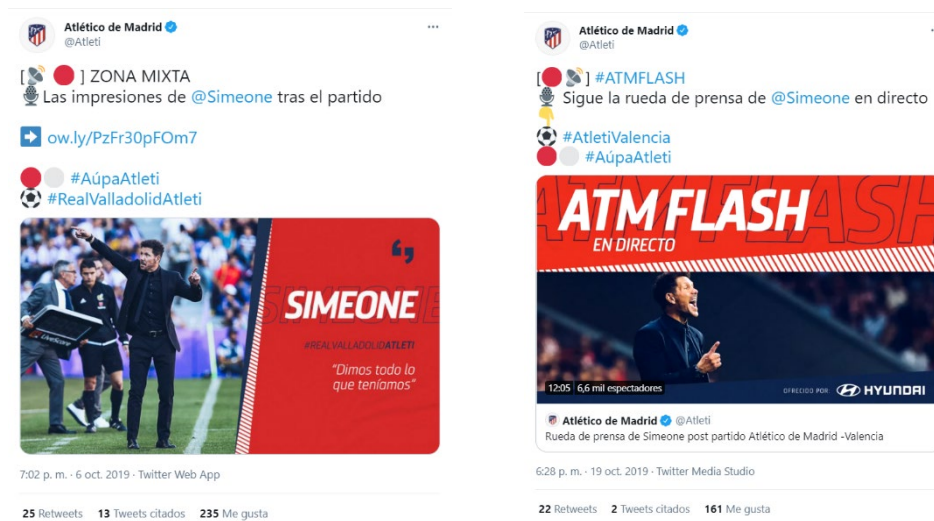 Atlético de Madrid
@Atleti
[📡 🔴 ] ZONA MIXTA
🎙Las impresiones de @Simeone tras el partido
➡ ow.ly/PzFr30pFOm7
🔴⚪ #AúpaAtleti
⚽ #RealValladolidAtleti
LiveScore
SIMEONE
#REALVALLADOLIDATLETI
"Dimos todo lo
que teníamos"
7:02 p. m. · 6 oct. 2019 · Twitter Web App
25 Retweets 13 Tweets citados 235 Me gusta
Atlético de Madrid
@Atleti
[🔴📡] #ATMFLASH
🎙 Sigue la rueda de prensa de @Simeone en directo
👇
⚽ #AtletiValencia
🔴⚪ #AúpaAtleti
ATM FLASH
EN DIRECTO
12:05 6,6 mil espectadores
OFRECIDO POR HYUNDAI
Atlético de Madrid @Atleti
Rueda de prensa de Simeone post partido Atlético de Madrid -Valencia
6:28 p. m. · 19 oct. 2019 · Twitter Media Studio
22 Retweets 2 Tweets citados 161 Me gusta